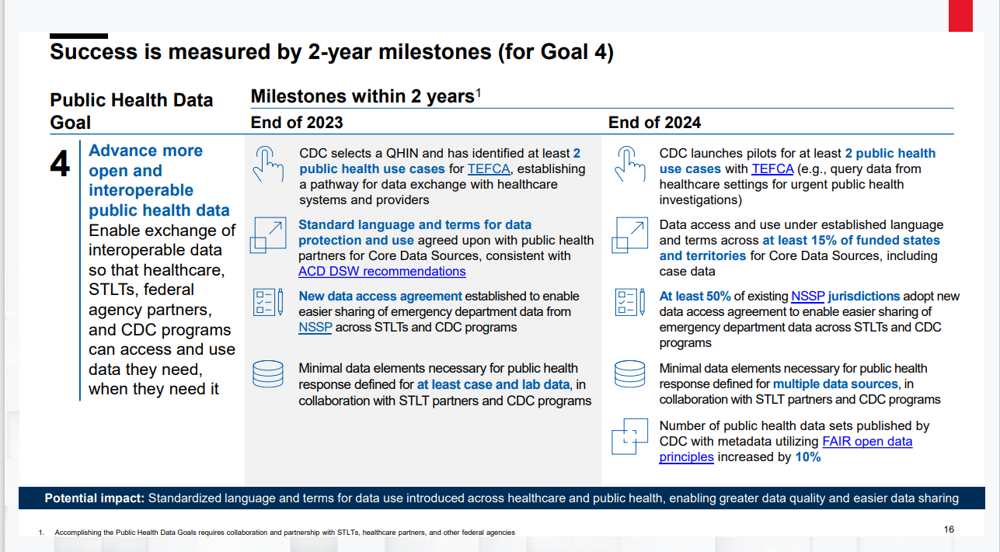 Success is measured by 2-year milestones (for Goal 4)
Public Health Data
Goal
Milestones within 2 years1
End of 2023
End of 2024
4
Advance more
open and
interoperable
public health data
Enable exchange of
interoperable data
so that healthcare,
STLTs, federal
agency partners,
and CDC programs
can access and use
data they need,
when they need it
CDC selects a QHIN and has identified at least 2
public health use cases for TEFCA, establishing
a pathway for data exchange with healthcare
systems and providers
Standard language and terms for data
protection and use agreed upon with public health
partners for Core Data Sources, consistent with
ACD DSW recommendations
New data access agreement established to enable
easier sharing of emergency department data from
NSSP across STLTs and CDC programs
Minimal data elements necessary for public health
response defined for at least case and lab data, in
collaboration with STLT partners and CDC programs
CDC launches pilots for at least 2 public health
use cases with TEFCA (e.g., query data from
healthcare settings for urgent public health
investigations)
Data access and use under established language
and terms across at least 15% of funded states
and territories for Core Data Sources, including
case data
At least 50% of existing NSSP jurisdictions adopt new
data access agreement to enable easier sharing of
emergency department data across STLTs and CDC
programs
Minimal data elements necessary for public health
response defined for multiple data sources, in
collaboration with STLT partners and CDC programs
Number of public health data sets published by
CDC with metadata utilizing FAIR open data
principles increased by 10%
Potential impact: Standardized language and terms for data use introduced across healthcare and public health, enabling greater data quality and easier data sharing
1. Accomplishing the Public Health Data Goals requires collaboration and partnership with STLTs, healthcare partners, and other federal agencies
16